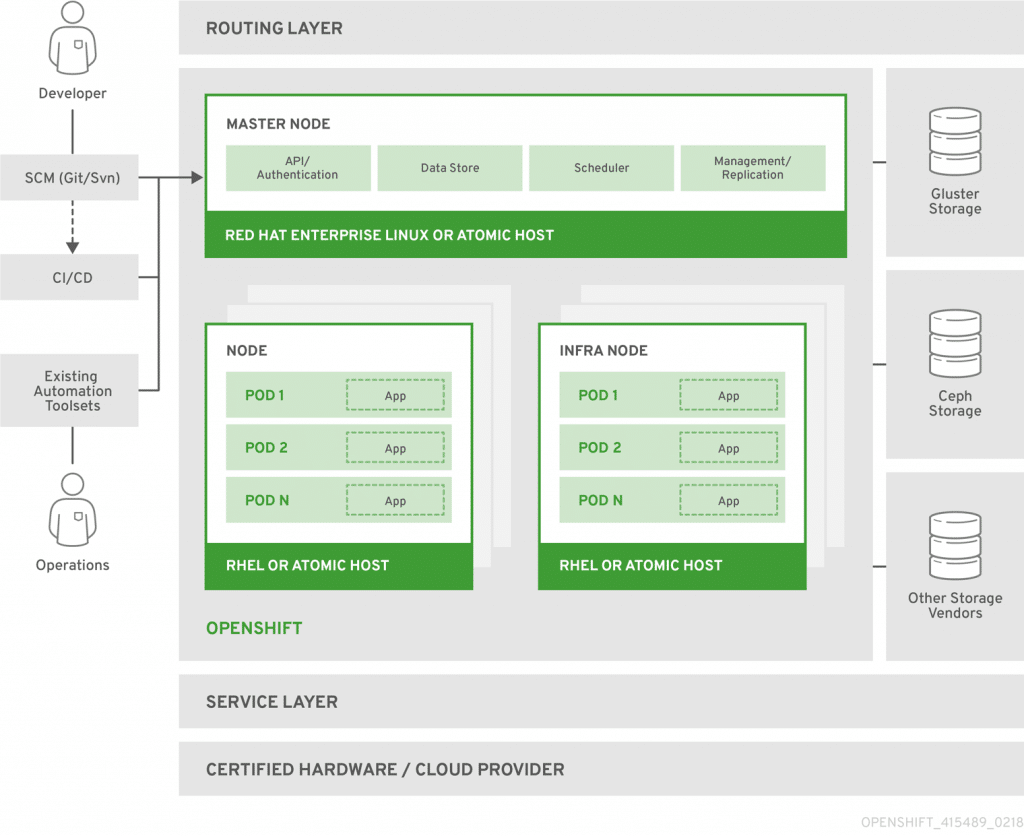 Developer
SCM (Git/Svn)
CI/CD
Existing
Automation
Toolsets
Operations
ROUTING LAYER
MASTER NODE
API/
Authentication
Data Store
Scheduler
Management/
Replication
RED HAT ENTERPRISE LINUX OR ATOMIC HOST
NODE
POD 1
App
POD 2
App
POD N
App
RHEL OR ATOMIC HOST
INFRA NODE
POD 1
App
POD 2
App
POD N
App
RHEL OR ATOMIC HOST
OPENSHIFT
Gluster
Storage
Ceph
Storage
Other Storage
Vendors
SERVICE LAYER
CERTIFIED HARDWARE / CLOUD PROVIDER
OPENSHIFT_415489_0218